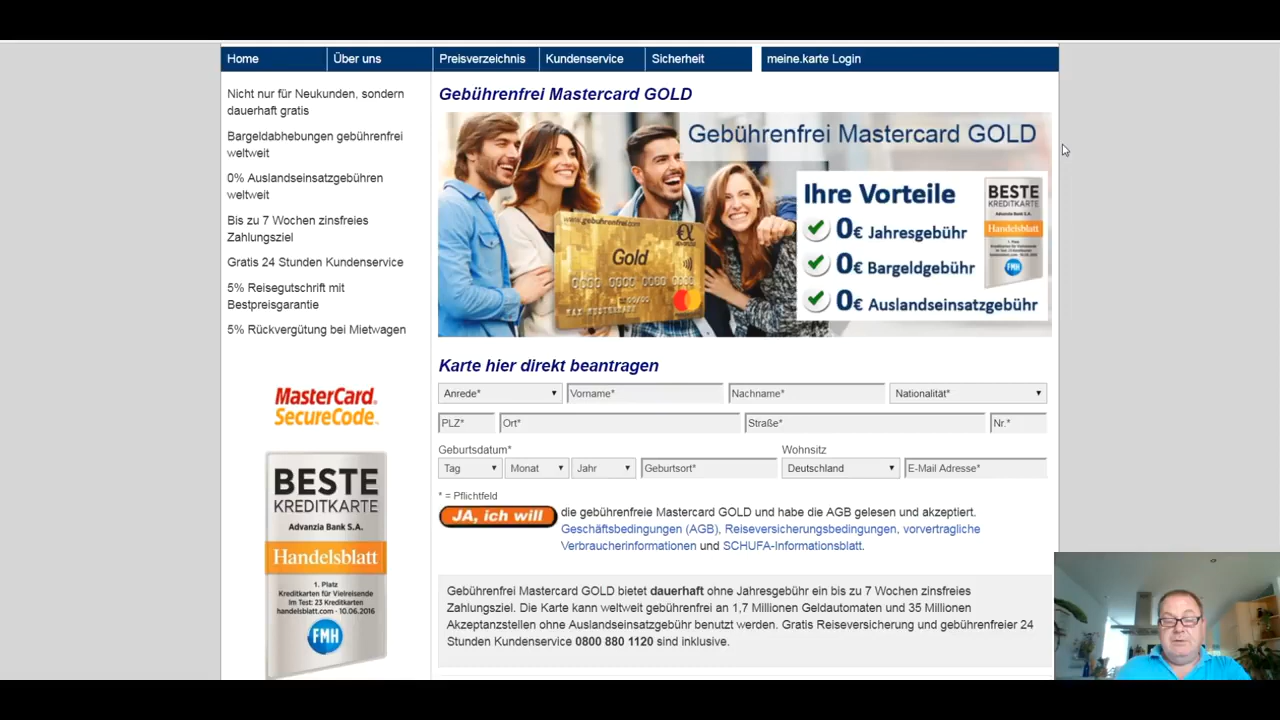 Home
Über uns
Preisverzeichnis
Kundenservice
Sicherheit
meine.karte Login
Nicht nur für Neukunden, sondern
dauerhaft gratis
Bargeldabhebungen gebührenfrei
weltweit
0% Auslandseinsatzgebühren
weltweit
Bis zu 7 Wochen zinsfreies
Zahlungsziel
Gratis 24 Stunden Kundenservice
5% Reisegutschrift mit
Bestpreisgarantie
5% Rückvergütung bei Mietwagen
MasterCard.
SecureCode.
BESTE
KREDITKARTE
Advanzia Bank S.A.
Handelsblatt
1. Platz
Kreditkarten für Vielreisende
Im Test: 23 Kreditkarten
handelsblatt.com · 10.06.2016
FMH
Gebührenfrei Mastercard GOLD
Gebührenfrei Mastercard GOLD
www.gebuhrenfrei.com
Gold
Ihre Vorteile
0€ Jahresgebühr
0€ Bargeldgebühr
0€ Auslandseinsatzgebühr
BESTE
KREDITKARTE
Advanzia Bank S.A.
Handelsblatt
FMH
Karte hier direkt beantragen
Anrede*
Vorname*
Nachname*
Nationalität*
PLZ*
Ort*
Straße*
Nr.*
Geburtsdatum*
Wohnsitz
Tag
Monat
Jahr
Geburtsort*
Deutschland
E-Mail Adresse*
* = Pflichtfeld
JA, ich will
die gebührenfreie Mastercard GOLD und habe die AGB gelesen und akzeptiert.
Geschäftsbedingungen (AGB), Reiseversicherungsbedingungen, vorvertragliche
Verbraucherinformationen und SCHUFA-Informationsblatt.
Gebührenfrei Mastercard GOLD bietet dauerhaft ohne Jahresgebühr ein bis zu 7 Wochen zinsfreies
Zahlungsziel. Die Karte kann weltweit gebührenfrei an 1,7 Millionen Geldautomaten und 35 Millionen
Akzeptanzstellen ohne Auslandseinsatzgebühr benutzt werden. Gratis Reiseversicherung und gebührenfreier 24
Stunden Kundenservice 0800 880 1120 sind inklusive.